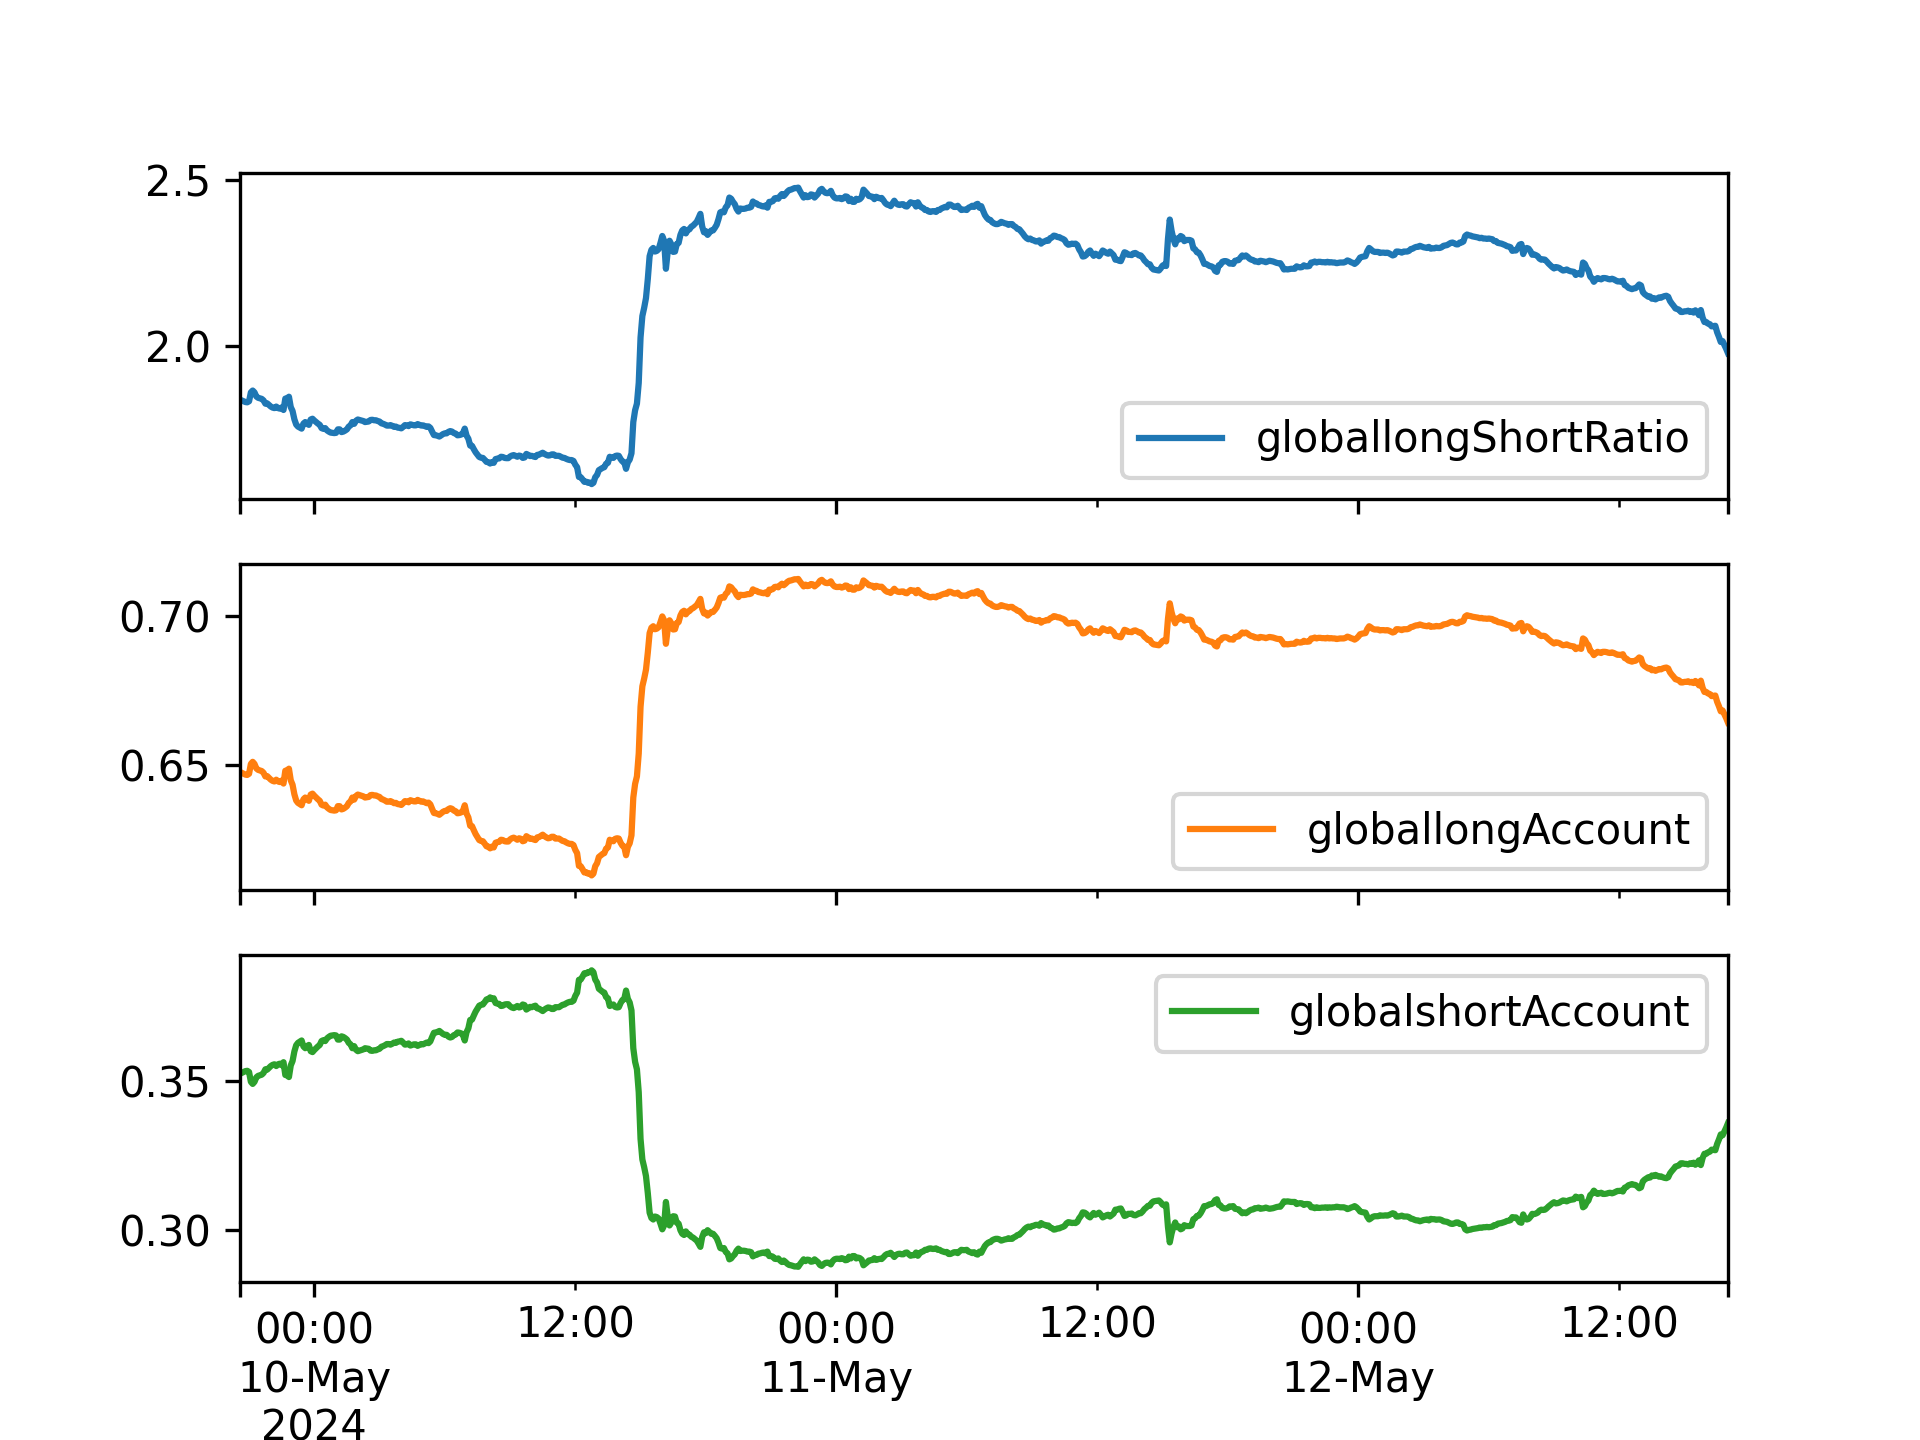 2.5
2.0
globallongShortRatio
0.70
0.65
globallongAccount
globalshortAccount
0.35
0.30
00:00 12:00 00:00 12:00 00:00 12:00
10-May 11-May 12-May
2024